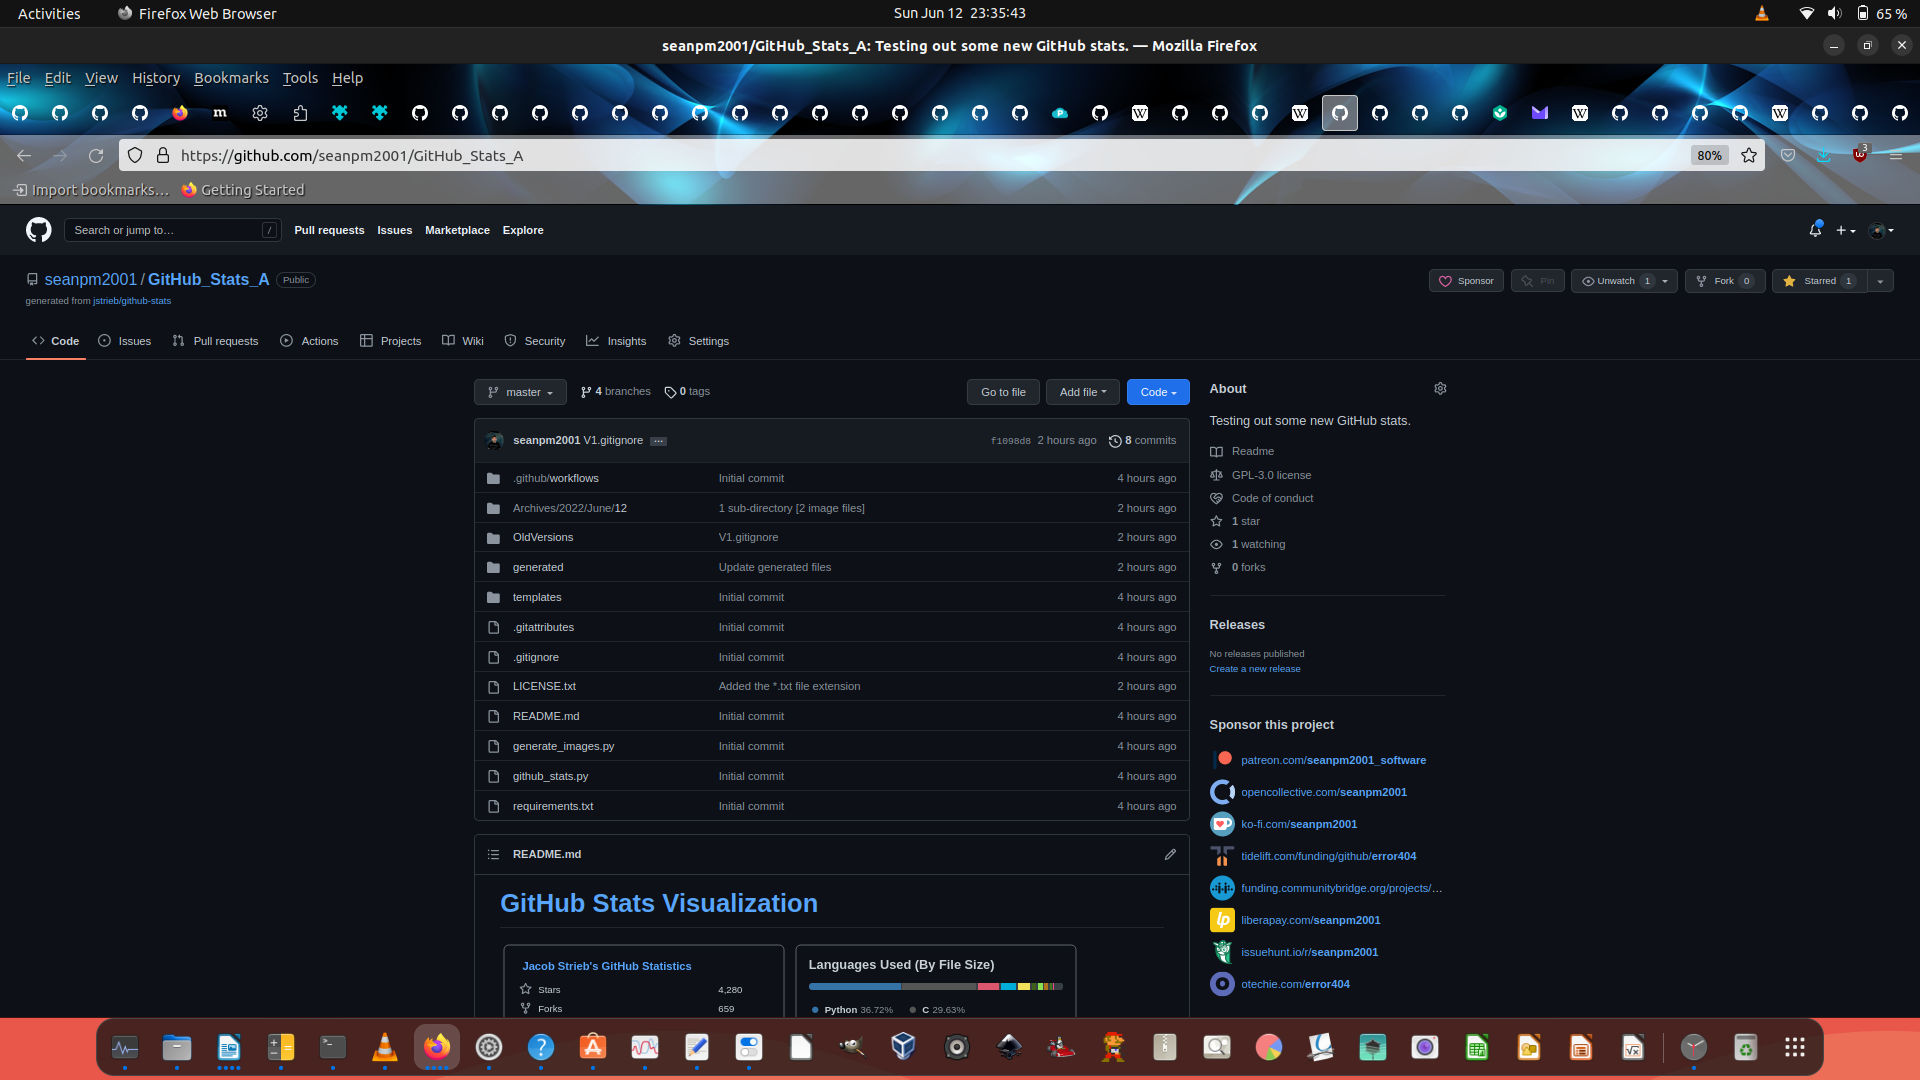 Activities Firefox Web Browser Sun Jun 12 23:35:43 65 %
seanpm2001/GitHub_Stats_A: Testing out some new GitHub stats. — Mozilla Firefox
File Edit View History Bookmarks Tools Help
https://github.com/seanpm2001/GitHub_Stats_A 80% 3
Import bookmarks... Getting Started
Search or jump to... / Pull requests Issues Marketplace Explore
seanpm2001 / GitHub_Stats_A Public Sponsor Pin Unwatch 1 Fork 0 Starred 1
generated from jstrieb/github-stats
Code Issues Pull requests Actions Projects Wiki Security Insights Settings
master 4 branches 0 tags Go to file Add file Code
seanpm2001 V1.gitignore ... f1098d8 2 hours ago 8 commits
.github/workflows Initial commit 4 hours ago
Archives/2022/June/12 1 sub-directory [2 image files] 2 hours ago
OldVersions V1.gitignore 2 hours ago
generated Update generated files 2 hours ago
templates Initial commit 4 hours ago
.gitattributes Initial commit 4 hours ago
.gitignore Initial commit 4 hours ago
LICENSE.txt Added the *.txt file extension 2 hours ago
README.md Initial commit 4 hours ago
generate_images.py Initial commit 4 hours ago
github_stats.py Initial commit 4 hours ago
requirements.txt Initial commit 4 hours ago
README.md
GitHub Stats Visualization
Jacob Strieb's GitHub Statistics
Stars 4,280
Forks 659
Languages Used (By File Size)
Python 36.72% C 29.63%
About
Testing out some new GitHub stats.
Readme
GPL-3.0 license
Code of conduct
1 star
1 watching
0 forks
Releases
No releases published
Create a new release
Sponsor this project
patreon.com/seanpm2001_software
opencollective.com/seanpm2001
ko-fi.com/seanpm2001
tidelift.com/funding/github/error404
funding.communitybridge.org/projects/...
liberapay.com/seanpm2001
issuehunt.io/r/seanpm2001
otechie.com/error404